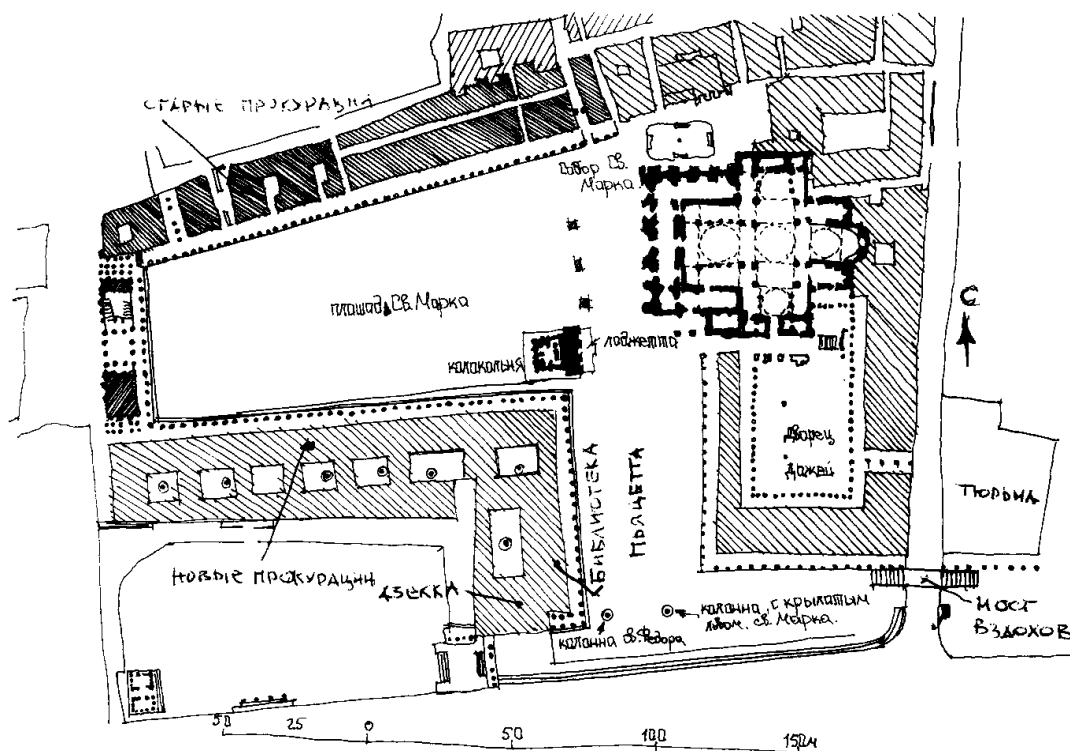 СТАРЫЕ ПРОКУРАЦИИ
Собор Св.
Марка
площадь Св. Марка
лоджетта
колокольня
С
Дворец
Дожей
ТЮРЬМА
БИБЛИОТЕКА
ПЬЯЦЕТТА
НОВЫЕ ПРОКУРАЦИИ
ДЗЕККА
колонна с крылатым
львом св. Марка.
колонна св. Федора
МОСТ
ВЗДОХОВ
50 25 0 50 100 150м